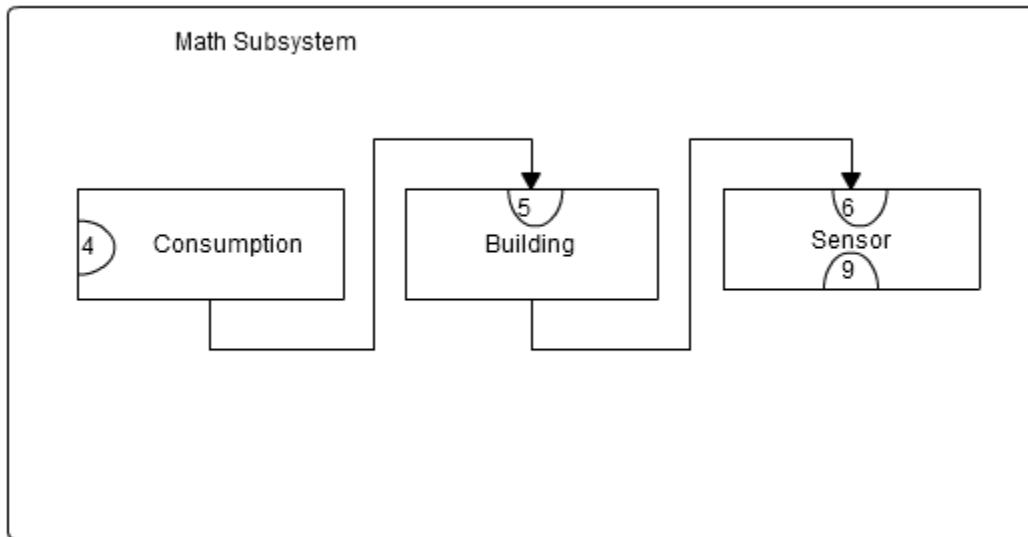 Math Subsystem
4
Consumption
5
Building
6
Sensor
9